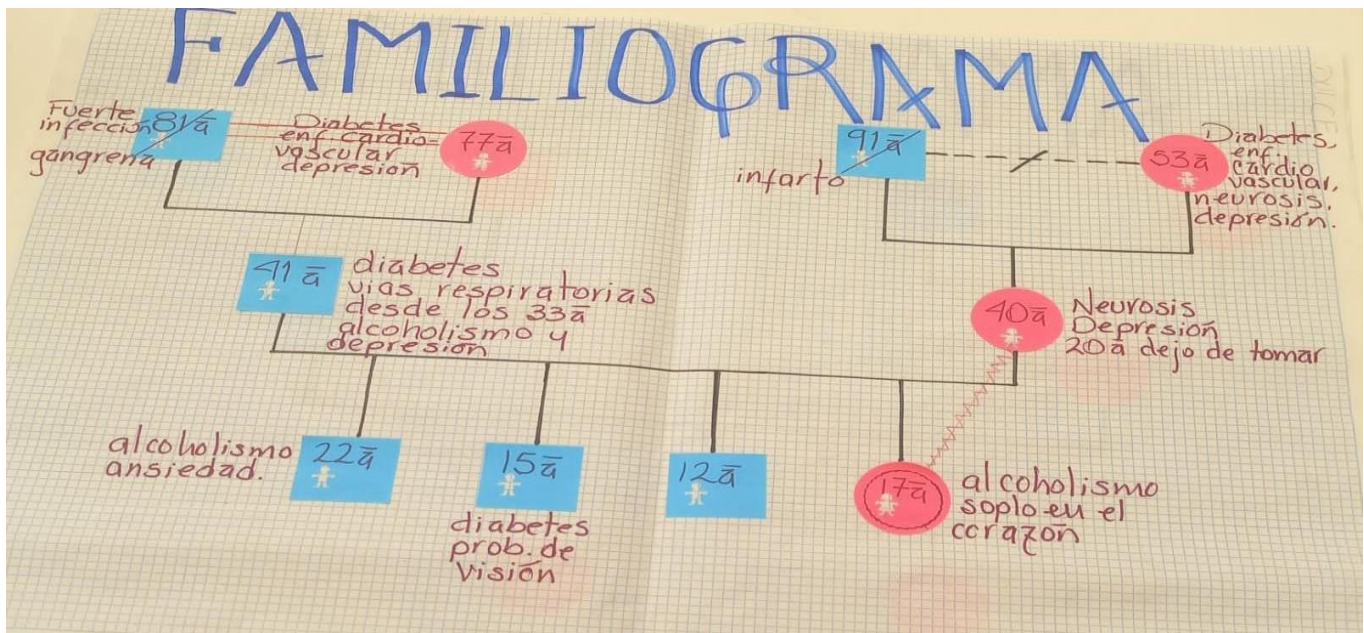 FAMILIOGRAMA
Fuerte
infección
gangrena
81ā
Diabetes
enf. cardio-
vascular
depresión
77ā
91ā
infarto
53ā
Diabetes,
enf.
cardio
vascular,
neurosis,
depresión.
41 ā
diabetes
vias respiratorias
desde los 33ā
alcoholismo y
depresión
40ā
Neurosis
Depresión
20ā dejo de tomar
alcoholismo
ansiedad.
22ā
15ā
diabetes
prob. de
visión
12ā
17ā
alcoholismo
soplo en el
corazón